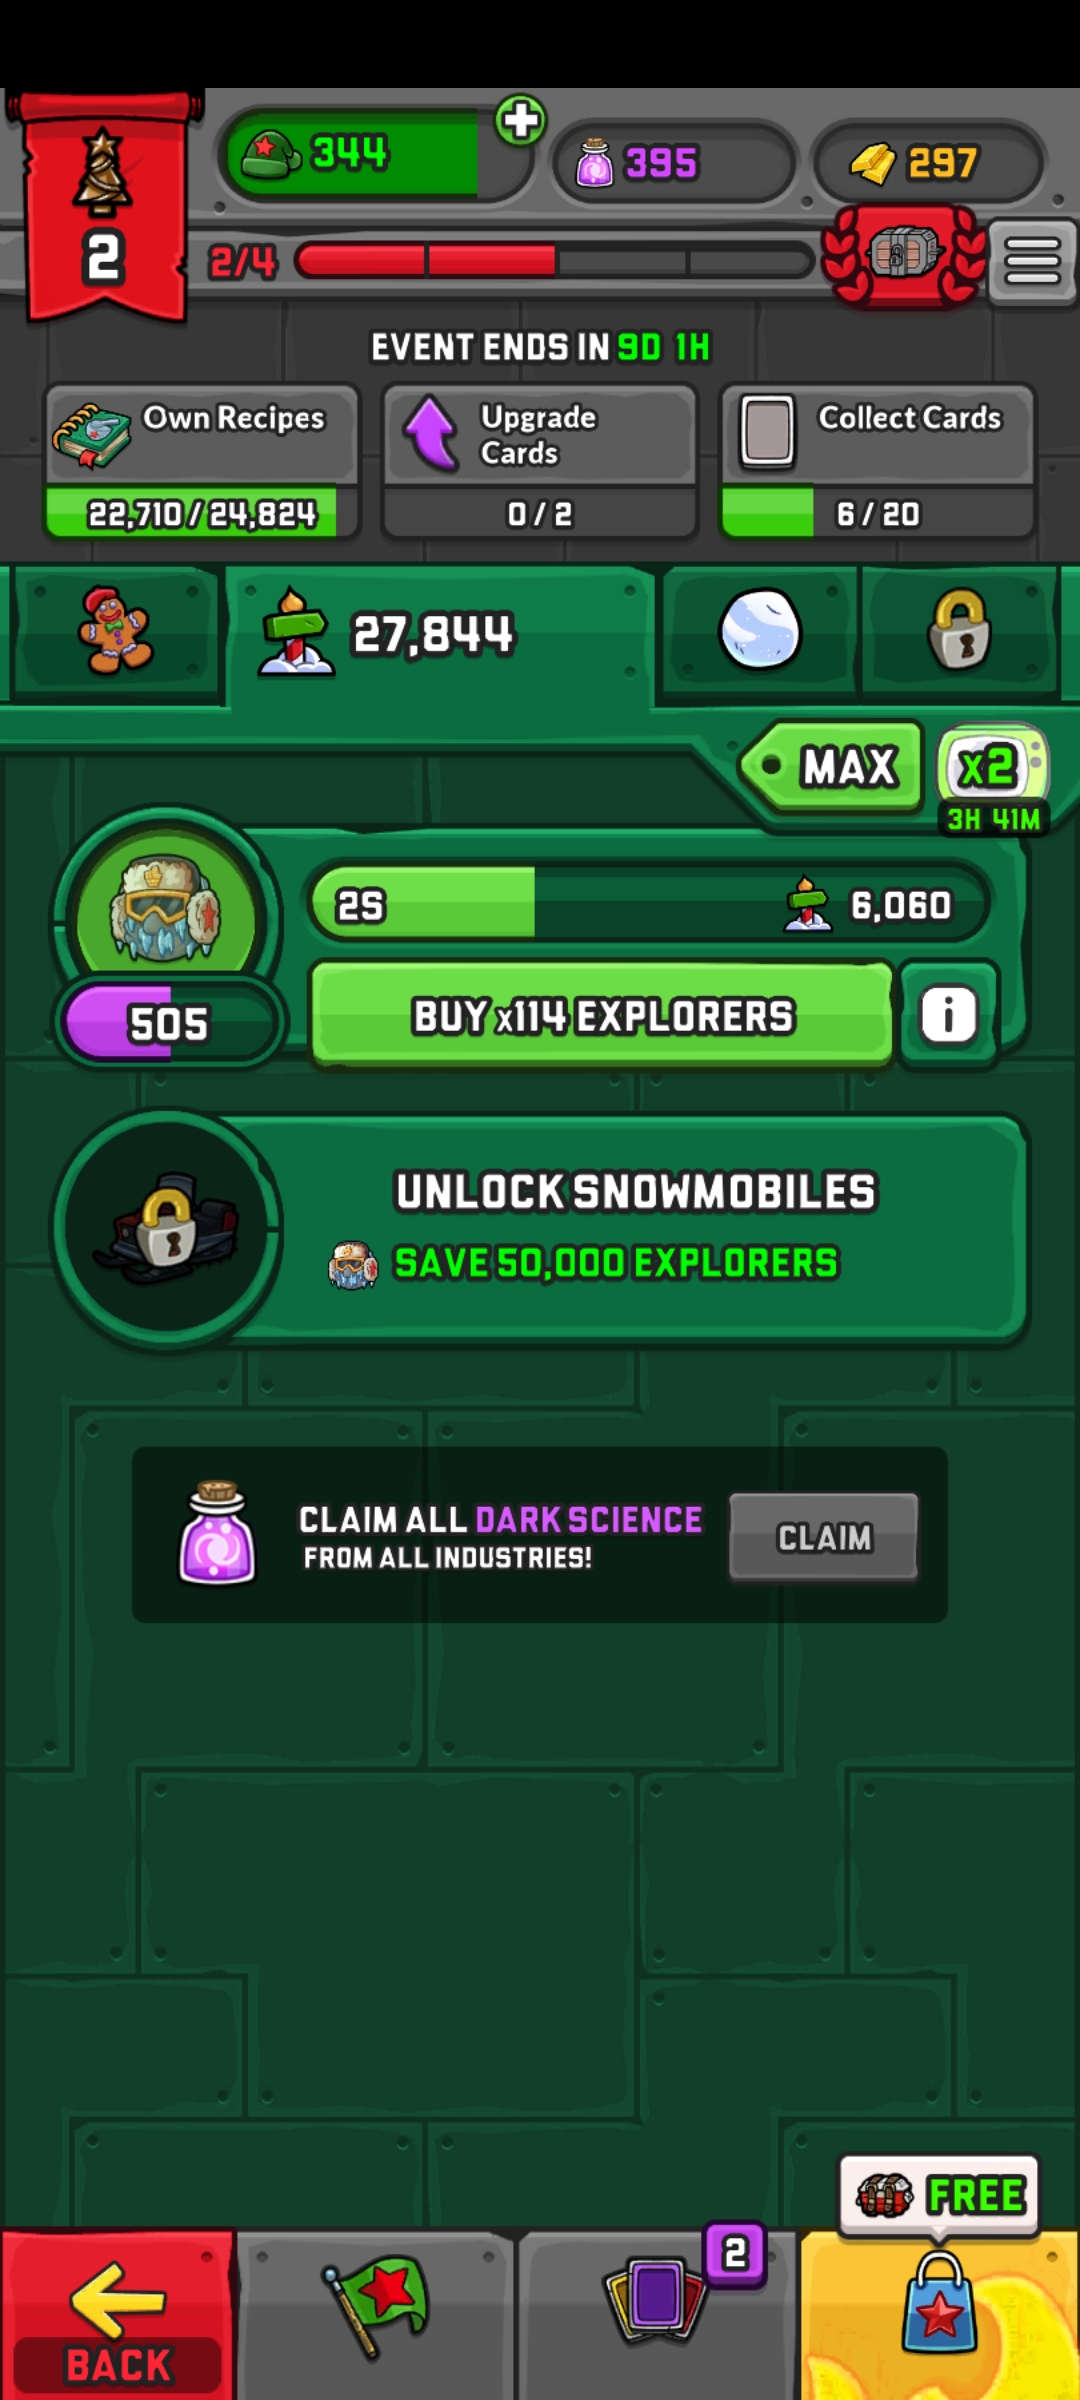 344
395
297
2
2/4
EVENT ENDS IN 9D 1H
Own Recipes
22,710/24,824
Upgrade
Cards
0/2
Collect Cards
6/20
27,844
MAX
x2
3H 41M
2S
6,060
505
BUY x114 EXPLORERS
i
UNLOCK SNOWMOBILES
SAVE 50,000 EXPLORERS
CLAIM ALL DARK SCIENCE
FROM ALL INDUSTRIES!
CLAIM
FREE
2
BACK